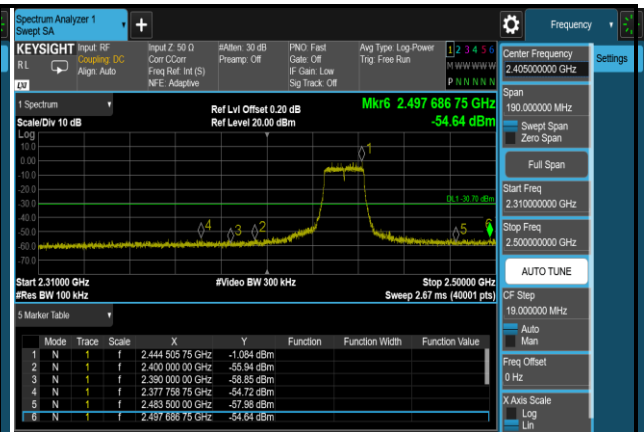 Spectrum Analyzer 1
Swept SA
+
Frequency
KEYSIGHT
RL
LXI
Input: RF
Coupling: DC
Align: Auto
Input Z: 50 Ω
Corr CCorr
Freq Ref: Int (S)
NFE: Adaptive
#Atten: 30 dB
Preamp: Off
PNO: Fast
Gate: Off
IF Gain: Low
Sig Track: Off
Avg Type: Log-Power
Trig: Free Run
1 2 3 4 5 6
M W W W W W
P N N N N N
1 Spectrum
Scale/Div 10 dB
Ref Lvl Offset 0.20 dB
Ref Level 20.00 dBm
Mkr6 2.497 686 75 GHz
-54.64 dBm
Log
10.0
0.00
-10.0
-20.0
-30.0
-40.0
-50.0
-60.0
-70.0
1
DL1 -30.70 dBm
4
3
2
5
6
Start 2.31000 GHz
#Res BW 100 kHz
#Video BW 300 kHz
Stop 2.50000 GHz
Sweep 2.67 ms (40001 pts)
5 Marker Table
Mode Trace Scale X Y Function Function Width Function Value
1 N 1 f 2.444 505 75 GHz -1.084 dBm
2 N 1 f 2.400 000 00 GHz -55.94 dBm
3 N 1 f 2.390 000 00 GHz -58.85 dBm
4 N 1 f 2.377 758 75 GHz -54.72 dBm
5 N 1 f 2.483 500 00 GHz -57.98 dBm
6 N 1 f 2.497 686 75 GHz -54.64 dBm
Center Frequency
2.405000000 GHz
Settings
Span
190.000000 MHz
Swept Span
Zero Span
Full Span
Start Freq
2.310000000 GHz
Stop Freq
2.500000000 GHz
AUTO TUNE
CF Step
19.000000 MHz
Auto
Man
Freq Offset
0 Hz
X Axis Scale
Log
Lin